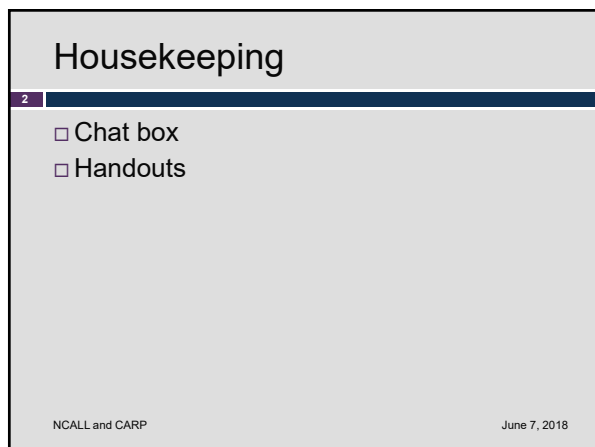 Housekeeping
2
Chat box
Handouts
NCALL and CARP June 7, 2018